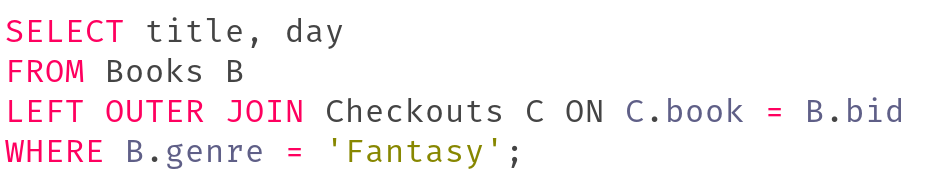 SELECT title, day
FROM Books B
LEFT OUTER JOIN Checkouts C ON C.book = B.bid
WHERE B.genre = 'Fantasy';